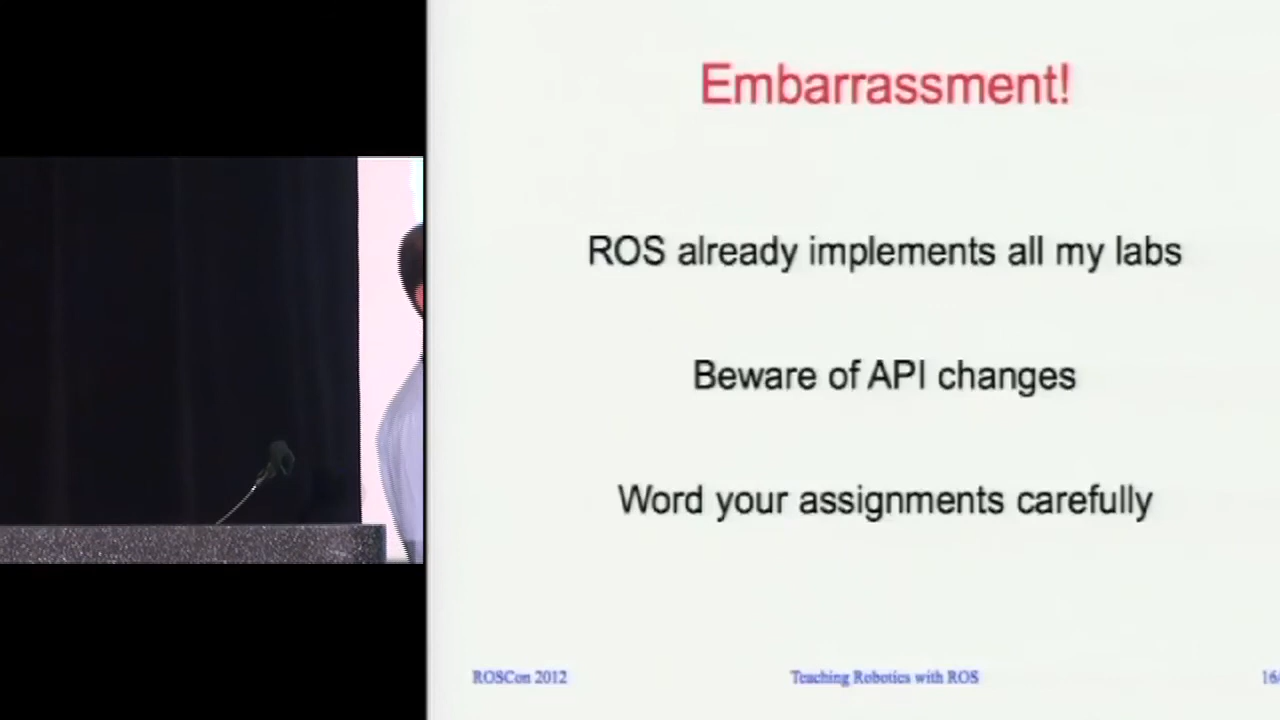 Embarrassment!
ROS already implements all my labs
Beware of API changes
Word your assignments carefully
ROSCon 2012
Teaching Robotics with ROS